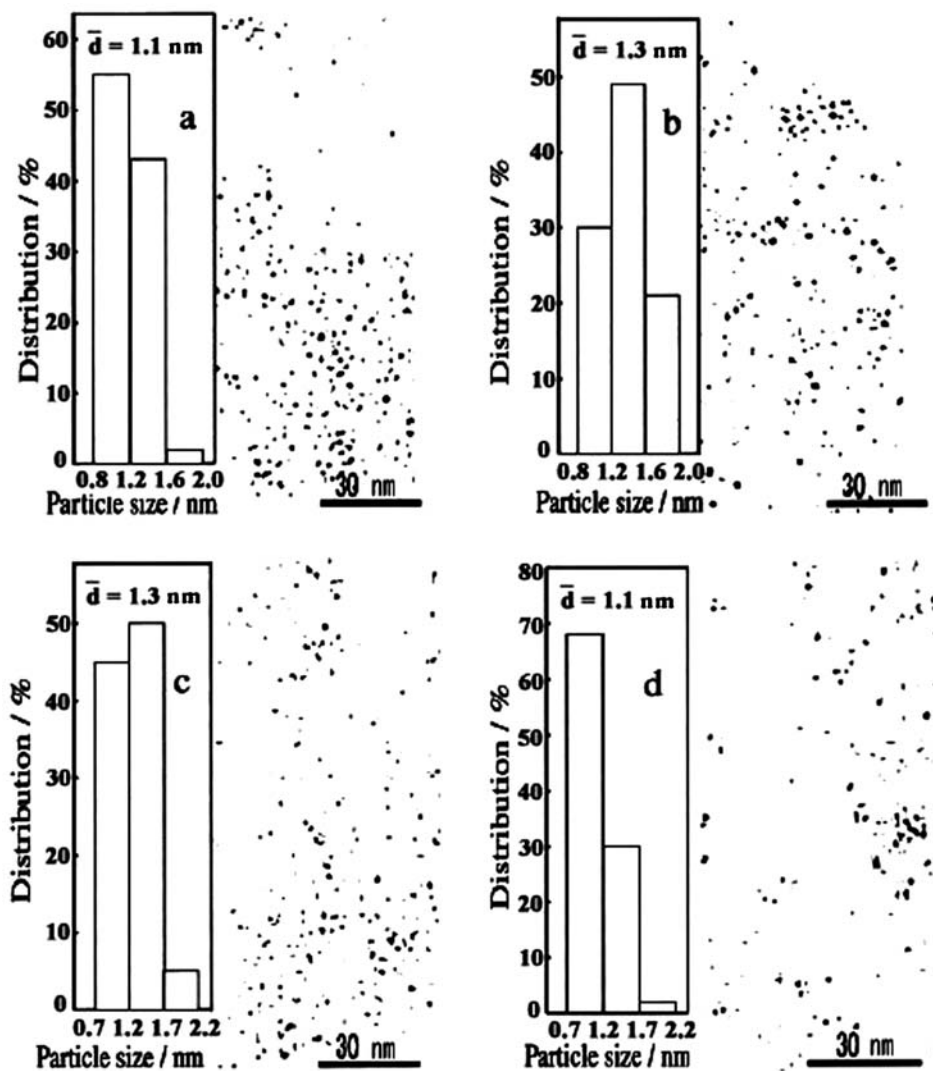 d̄ = 1.1 nm
a
60
50
40
30
20
10
0
Distribution / %
0.8 1.2 1.6 2.0
Particle size / nm
30 nm
d̄ = 1.3 nm
b
50
40
30
20
10
0
Distribution / %
0.8 1.2 1.6 2.0
Particle size / nm
30 nm
d̄ = 1.3 nm
c
50
40
30
20
10
0
Distribution / %
0.7 1.2 1.7 2.2
Particle size / nm
30 nm
d̄ = 1.1 nm
d
80
70
60
50
40
30
20
10
0
Distribution / %
0.7 1.2 1.7 2.2
Particle size / nm
30 nm